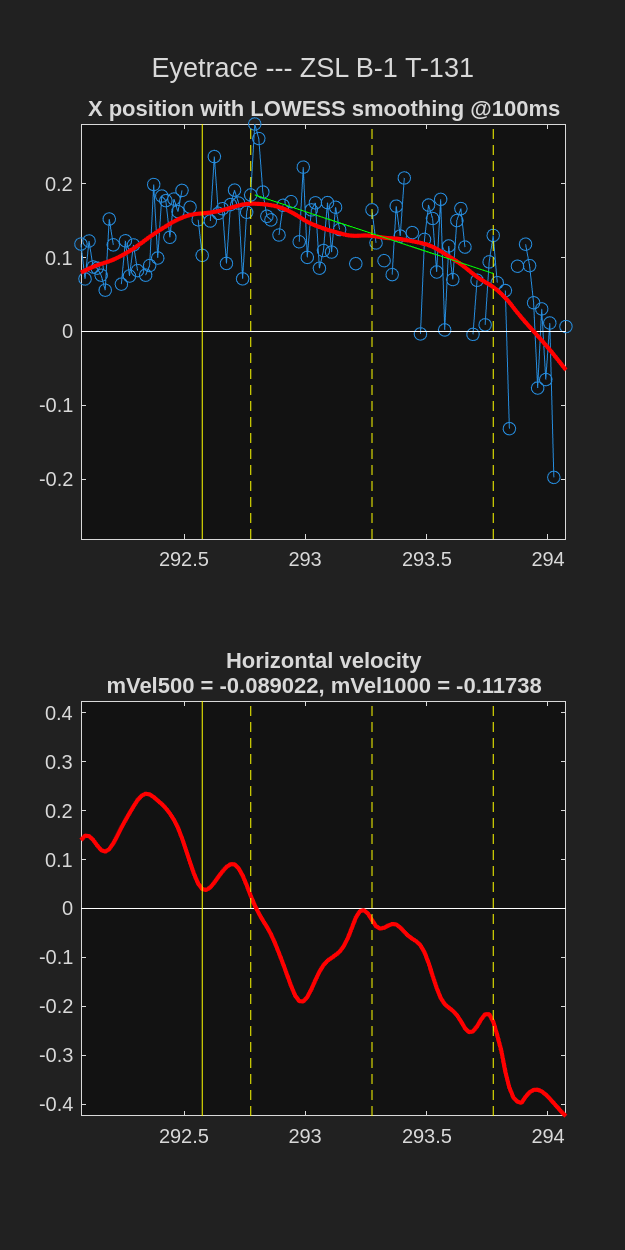 Eyetrace --- ZSL B-1 T-131
X position with LOWESS smoothing @100ms
0.2
0.1
0
-0.1
-0.2
292.5 293 293.5 294
Horizontal velocity
mVel500 = -0.089022, mVel1000 = -0.11738
0.4
0.3
0.2
0.1
0
-0.1
-0.2
-0.3
-0.4
292.5 293 293.5 294